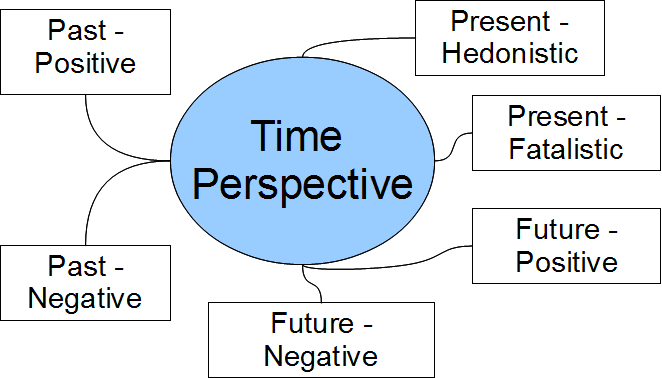 Past -
Positive
Present -
Hedonistic
Time
Perspective
Present -
Fatalistic
Past -
Negative
Future -
Positive
Future -
Negative